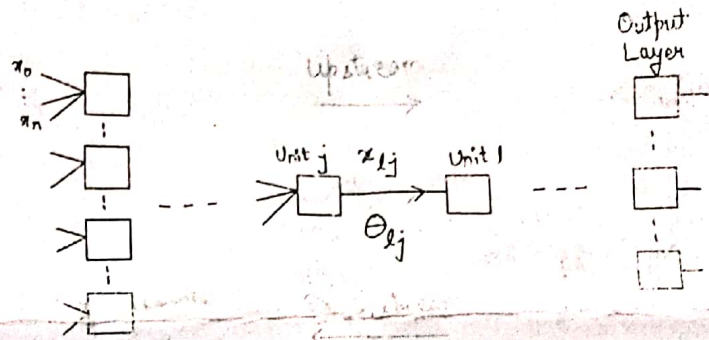 Output
Layer
x₀
⋮
xₙ
Upstream
Unit j
x_lj
Unit l
θ_lj